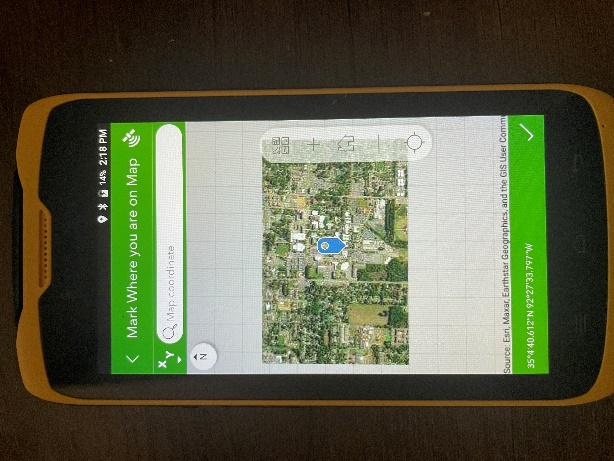 14% 2:18 PM
Mark Where you are on Map
X Y
Map coordinate
N
Source: Esri, Maxar, Earthstar Geographics, and the GIS User Comm
35°4'40.612"N 92°27'33.797"W